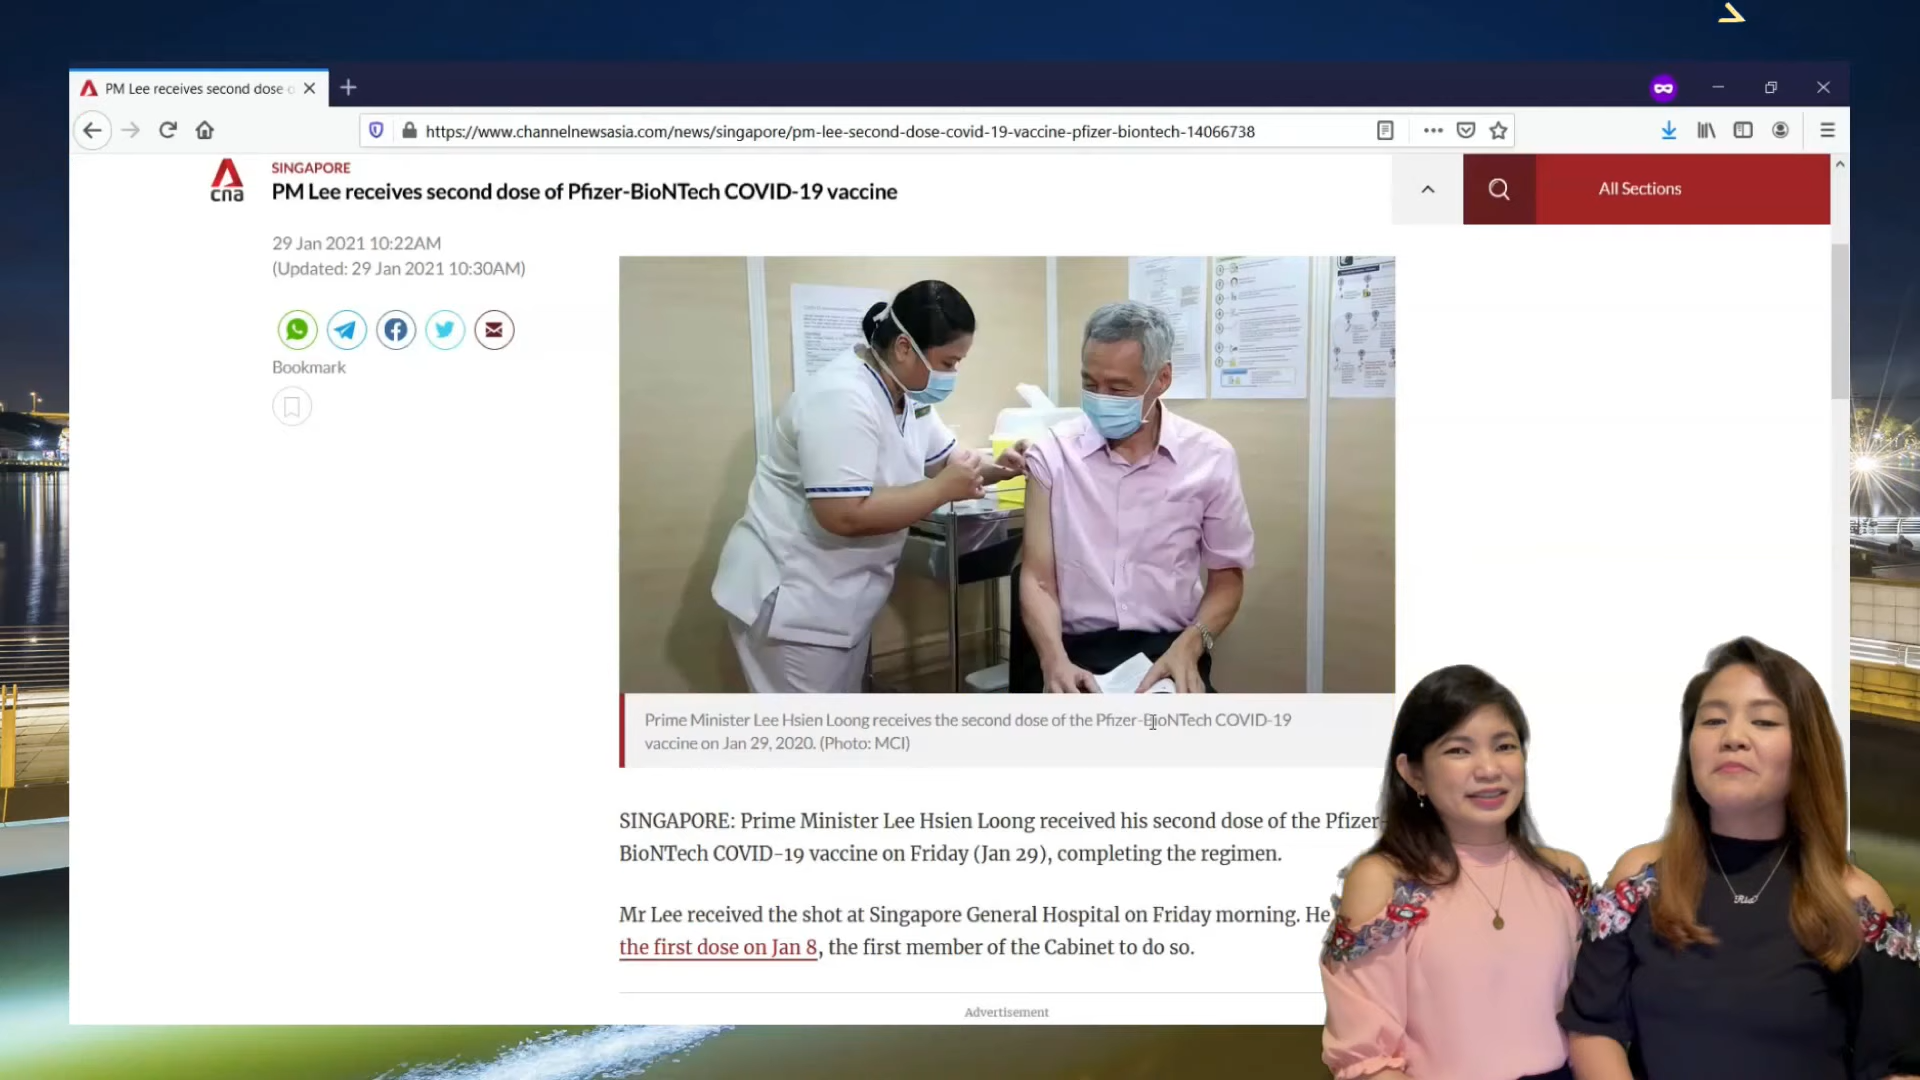 PM Lee receives second dose o
https://www.channelnewsasia.com/news/singapore/pm-lee-second-dose-covid-19-vaccine-pfizer-biontech-14066738
cna
SINGAPORE
PM Lee receives second dose of Pfizer-BioNTech COVID-19 vaccine
All Sections
29 Jan 2021 10:22AM
(Updated: 29 Jan 2021 10:30AM)
Bookmark
Prime Minister Lee Hsien Loong receives the second dose of the Pfizer-BioNTech COVID-19
vaccine on Jan 29, 2020. (Photo: MCI)
SINGAPORE: Prime Minister Lee Hsien Loong received his second dose of the Pfizer-
BioNTech COVID-19 vaccine on Friday (Jan 29), completing the regimen.
Mr Lee received the shot at Singapore General Hospital on Friday morning. He
the first dose on Jan 8, the first member of the Cabinet to do so.
Advertisement